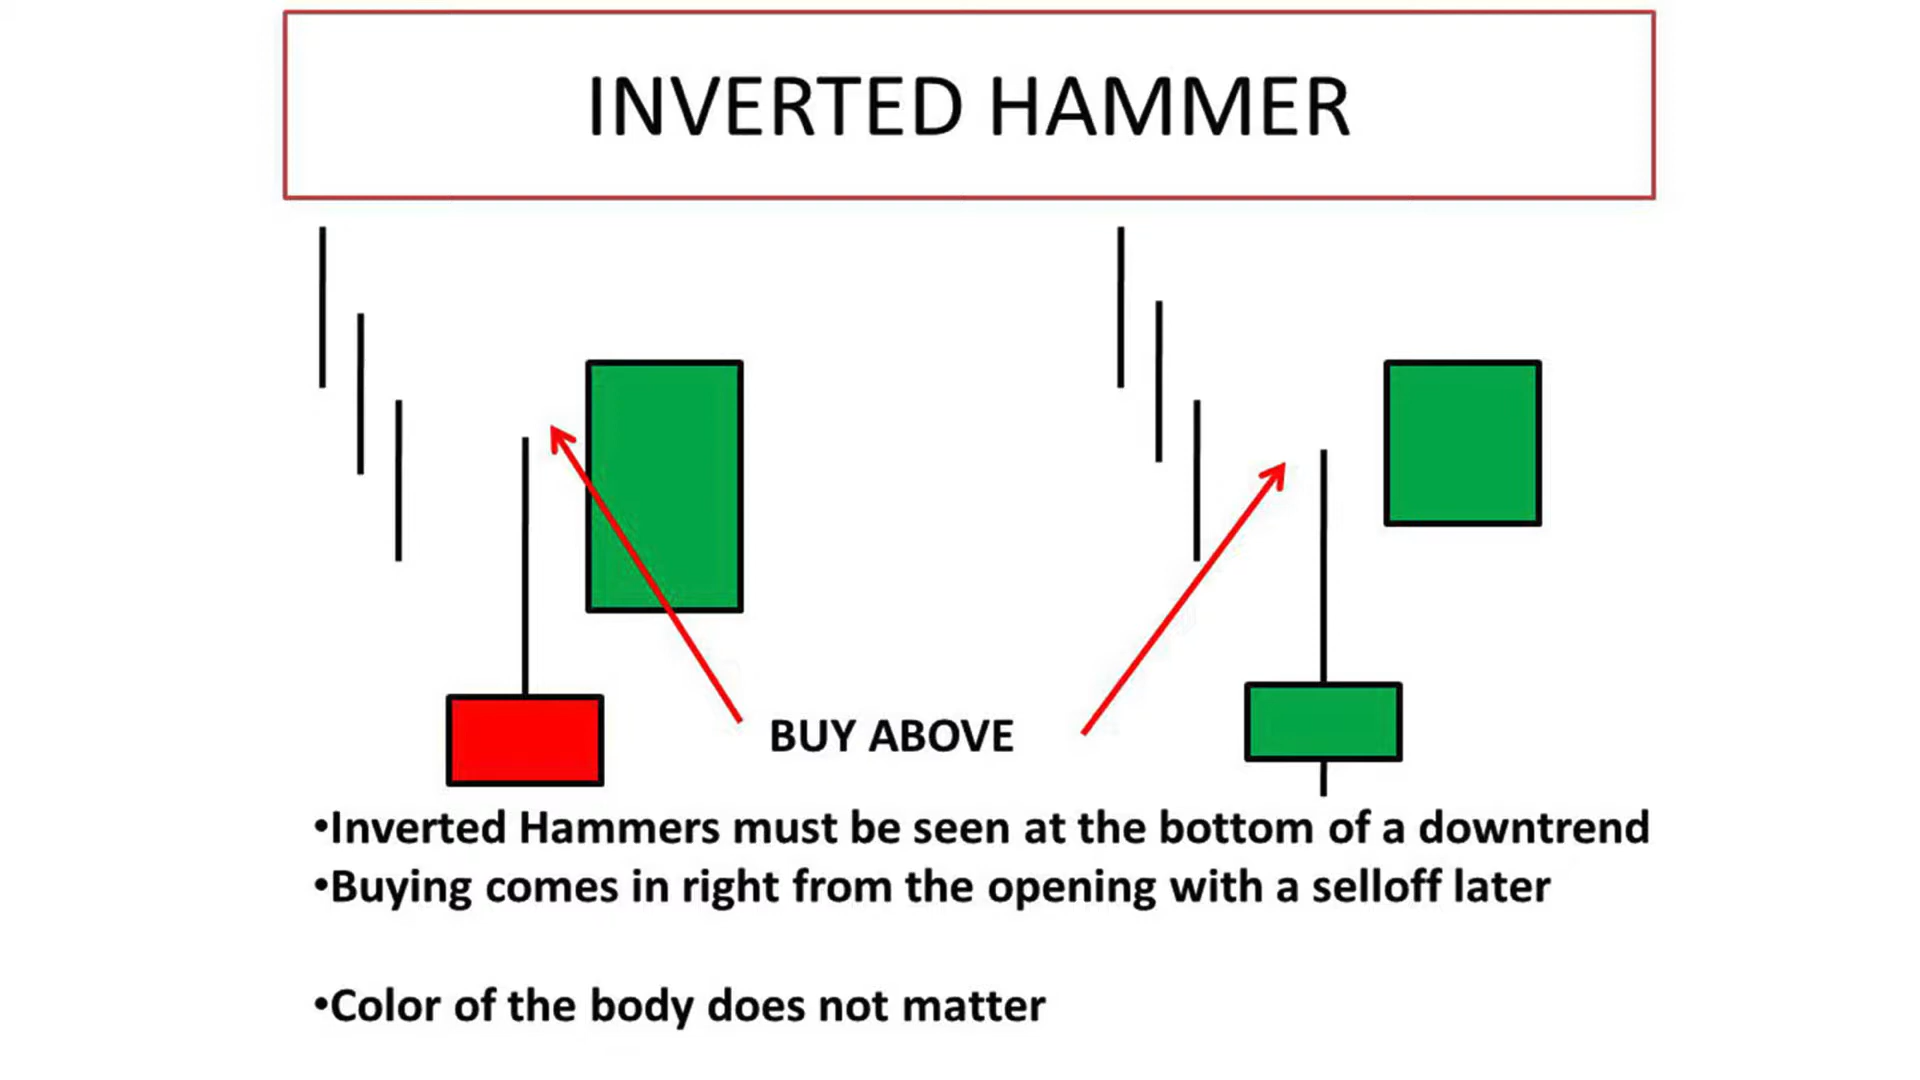 INVERTED HAMMER
BUY ABOVE
•Inverted Hammers must be seen at the bottom of a downtrend
•Buying comes in right from the opening with a selloff later
•Color of the body does not matter